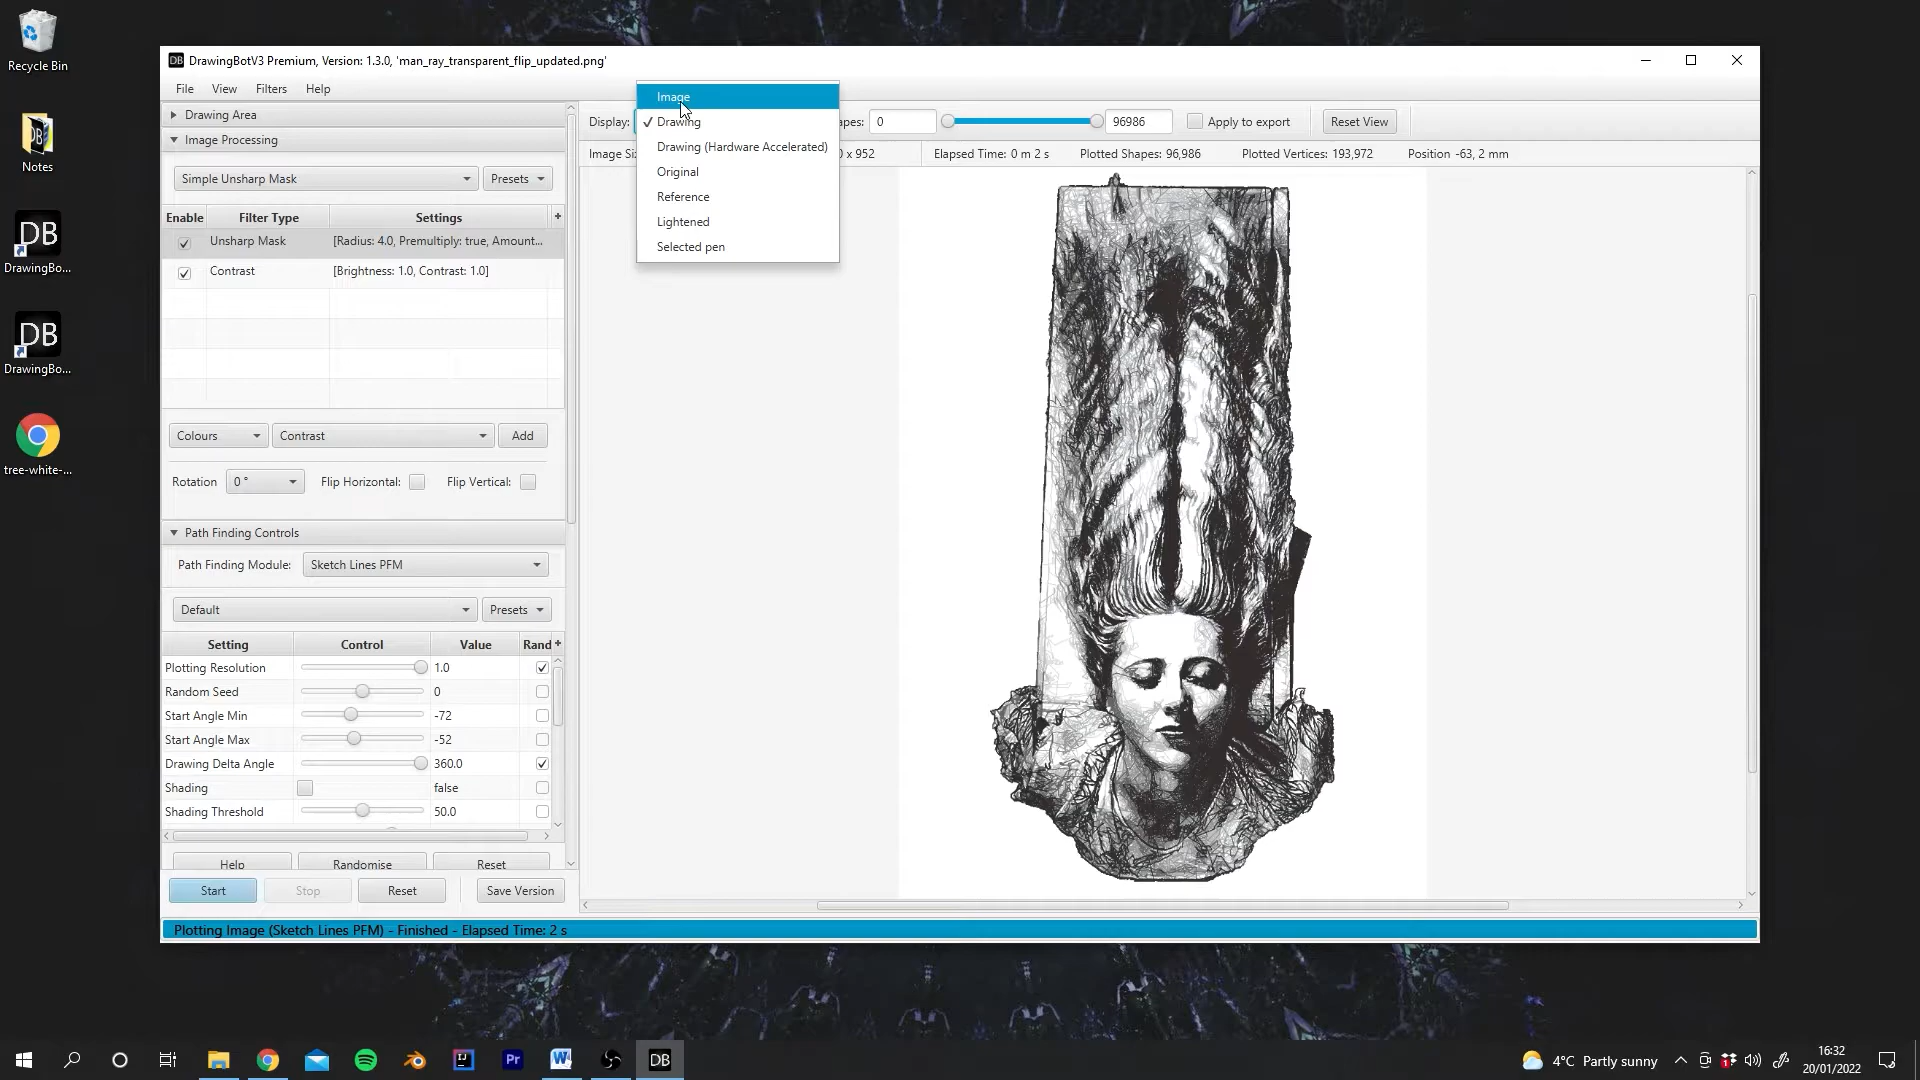 Recycle Bin
Notes
DrawingBo...
DrawingBo...
tree-white-...
DrawingBotV3 Premium, Version: 1.3.0, 'man_ray_transparent_flip_updated.png'
File View Filters Help
Display:
apes: 0 96986 Apply to export Reset View
Image Siz
0 x 952 Elapsed Time: 0 m 2 s Plotted Shapes: 96,986 Plotted Vertices: 193,972 Position -63, 2 mm
Image
✓ Drawing
Drawing (Hardware Accelerated)
Original
Reference
Lightened
Selected pen
Drawing Area
Image Processing
Simple Unsharp Mask Presets
Enable Filter Type Settings +
Unsharp Mask [Radius: 4.0, Premultiply: true, Amount...
Contrast [Brightness: 1.0, Contrast: 1.0]
Colours Contrast Add
Rotation 0 ° Flip Horizontal: Flip Vertical:
Path Finding Controls
Path Finding Module: Sketch Lines PFM
Default Presets
Setting Control Value Rand +
Plotting Resolution 1.0
Random Seed 0
Start Angle Min -72
Start Angle Max -52
Drawing Delta Angle 360.0
Shading false
Shading Threshold 50.0
Help Randomise Reset
Start Stop Reset Save Version
Plotting Image (Sketch Lines PFM) - Finished - Elapsed Time: 2 s
4°C Partly sunny
16:32
20/01/2022